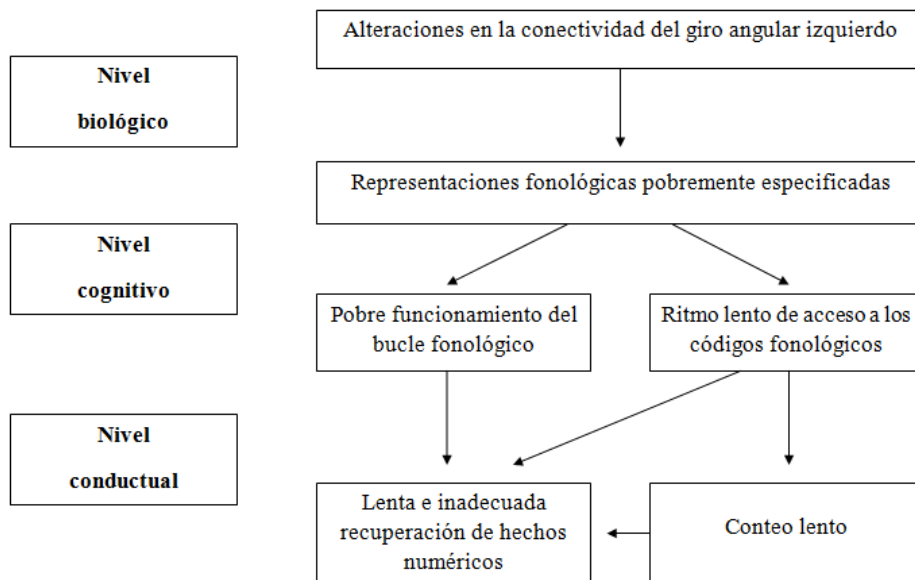 Alteraciones en la conectividad del giro angular izquierdo
Nivel
biológico
Representaciones fonológicas pobremente especificadas
Nivel
cognitivo
Pobre funcionamiento del
bucle fonológico
Ritmo lento de acceso a los
códigos fonológicos
Nivel
conductual
Lenta e inadecuada
recuperación de hechos
numéricos
Conteo lento